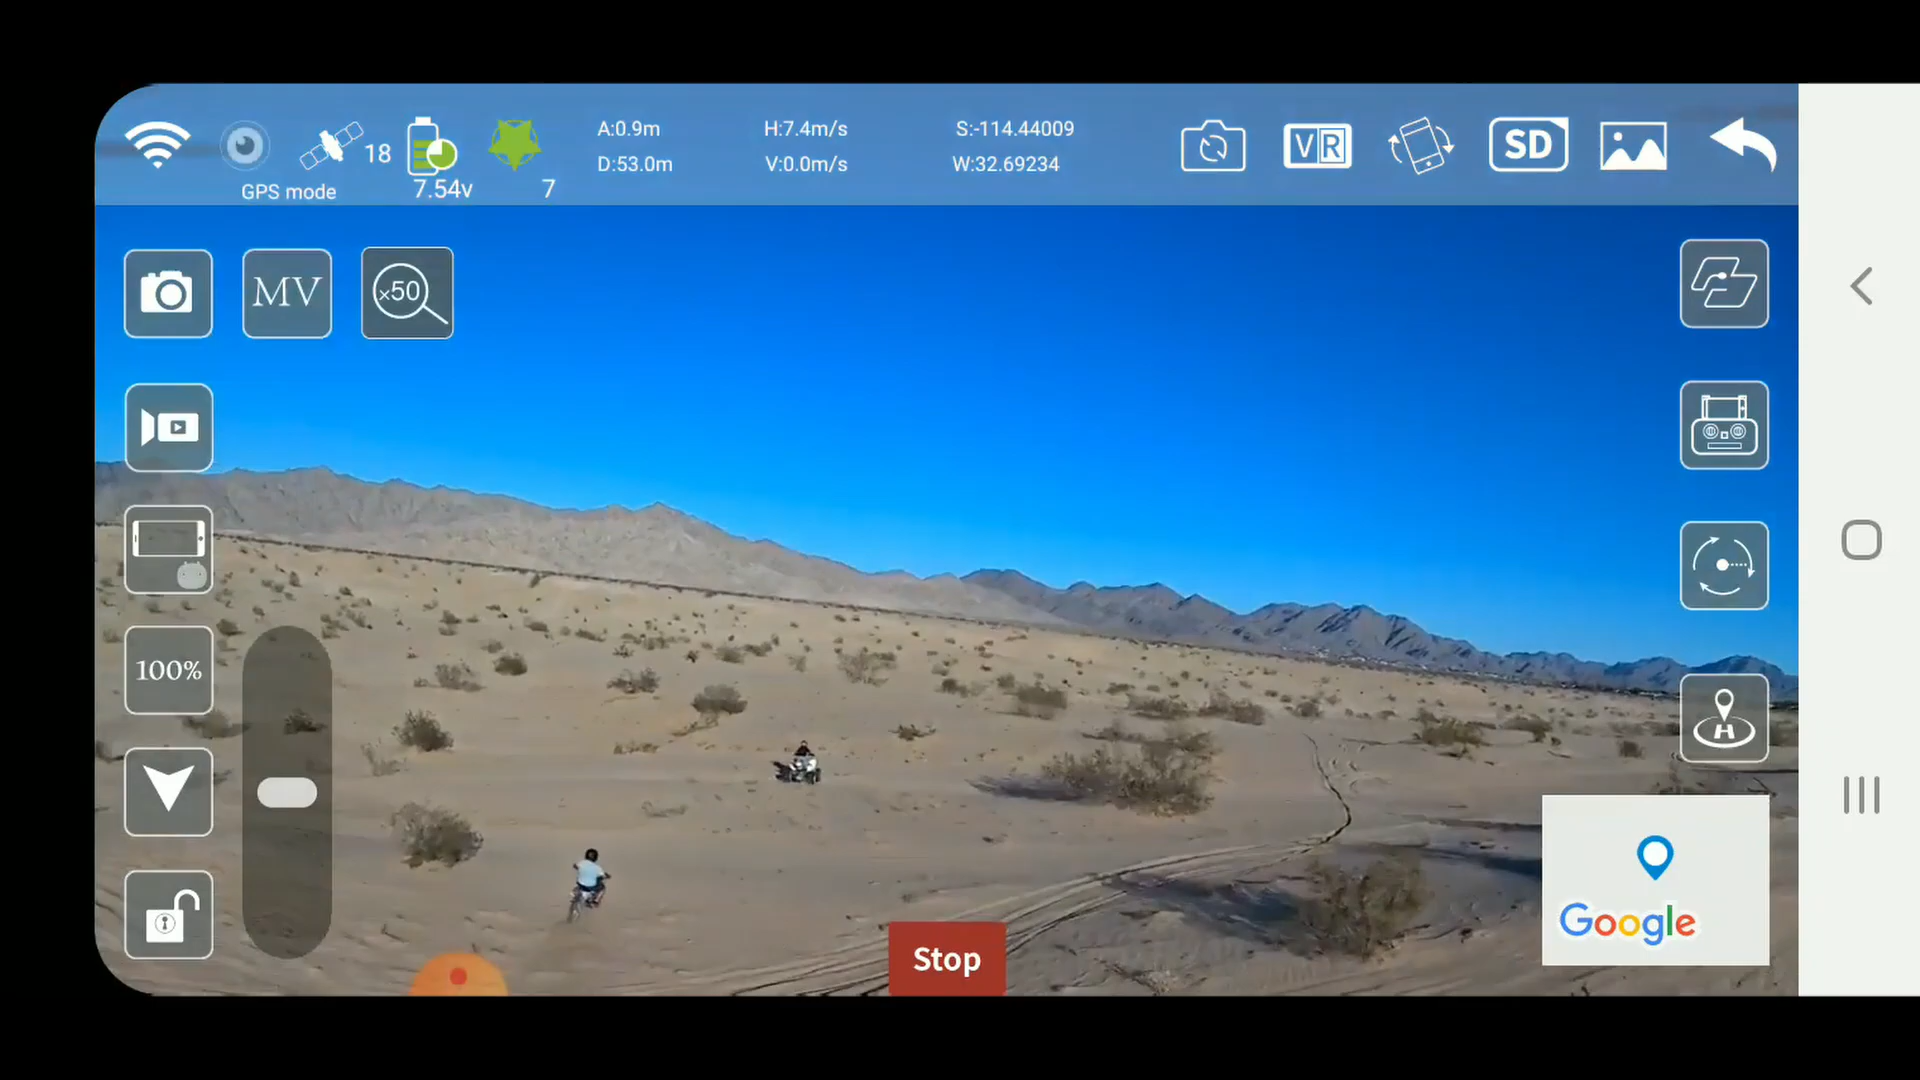 A:0.9m
H:7.4m/s
S:-114.44009
18
D:53.0m
V:0.0m/s
W:32.69234
GPS mode
7.54v
7
VR
SD
MV
×50
100%
H
Google
Stop